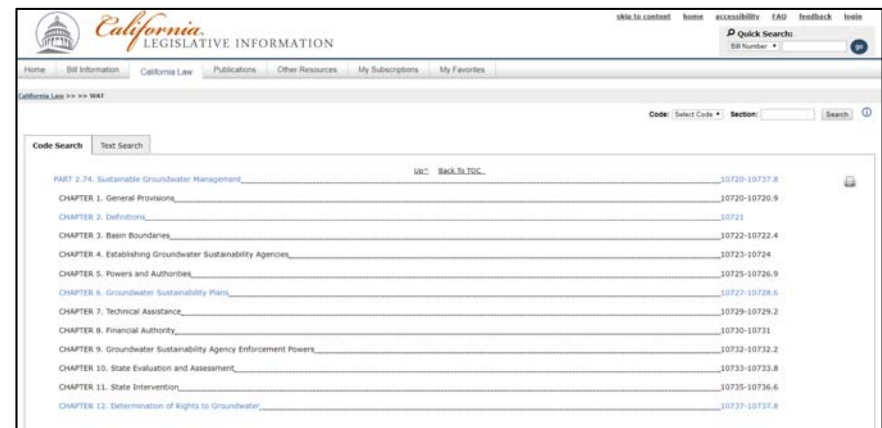 skip to content home accessibility FAQ feedback login
California
LEGISLATIVE INFORMATION
Quick Search:
Bill Number go
Home Bill Information California Law Publications Other Resources My Subscriptions My Favorites
California Law >> >> WAT
Code: Select Code Section: Search
Code Search Text Search
Up^ Back To TOC
PART 2.74. Sustainable Groundwater Management 10720-10737.8
CHAPTER 1. General Provisions 10720-10720.9
CHAPTER 2. Definitions 10721
CHAPTER 3. Basin Boundaries 10722-10722.4
CHAPTER 4. Establishing Groundwater Sustainability Agencies 10723-10724
CHAPTER 5. Powers and Authorities 10725-10726.9
CHAPTER 6. Groundwater Sustainability Plans 10727-10728.6
CHAPTER 7. Technical Assistance 10729-10729.2
CHAPTER 8. Financial Authority 10730-10731
CHAPTER 9. Groundwater Sustainability Agency Enforcement Powers 10732-10732.2
CHAPTER 10. State Evaluation and Assessment 10733-10733.8
CHAPTER 11. State Intervention 10735-10736.6
CHAPTER 12. Determination of Rights to Groundwater 10737-10737.8